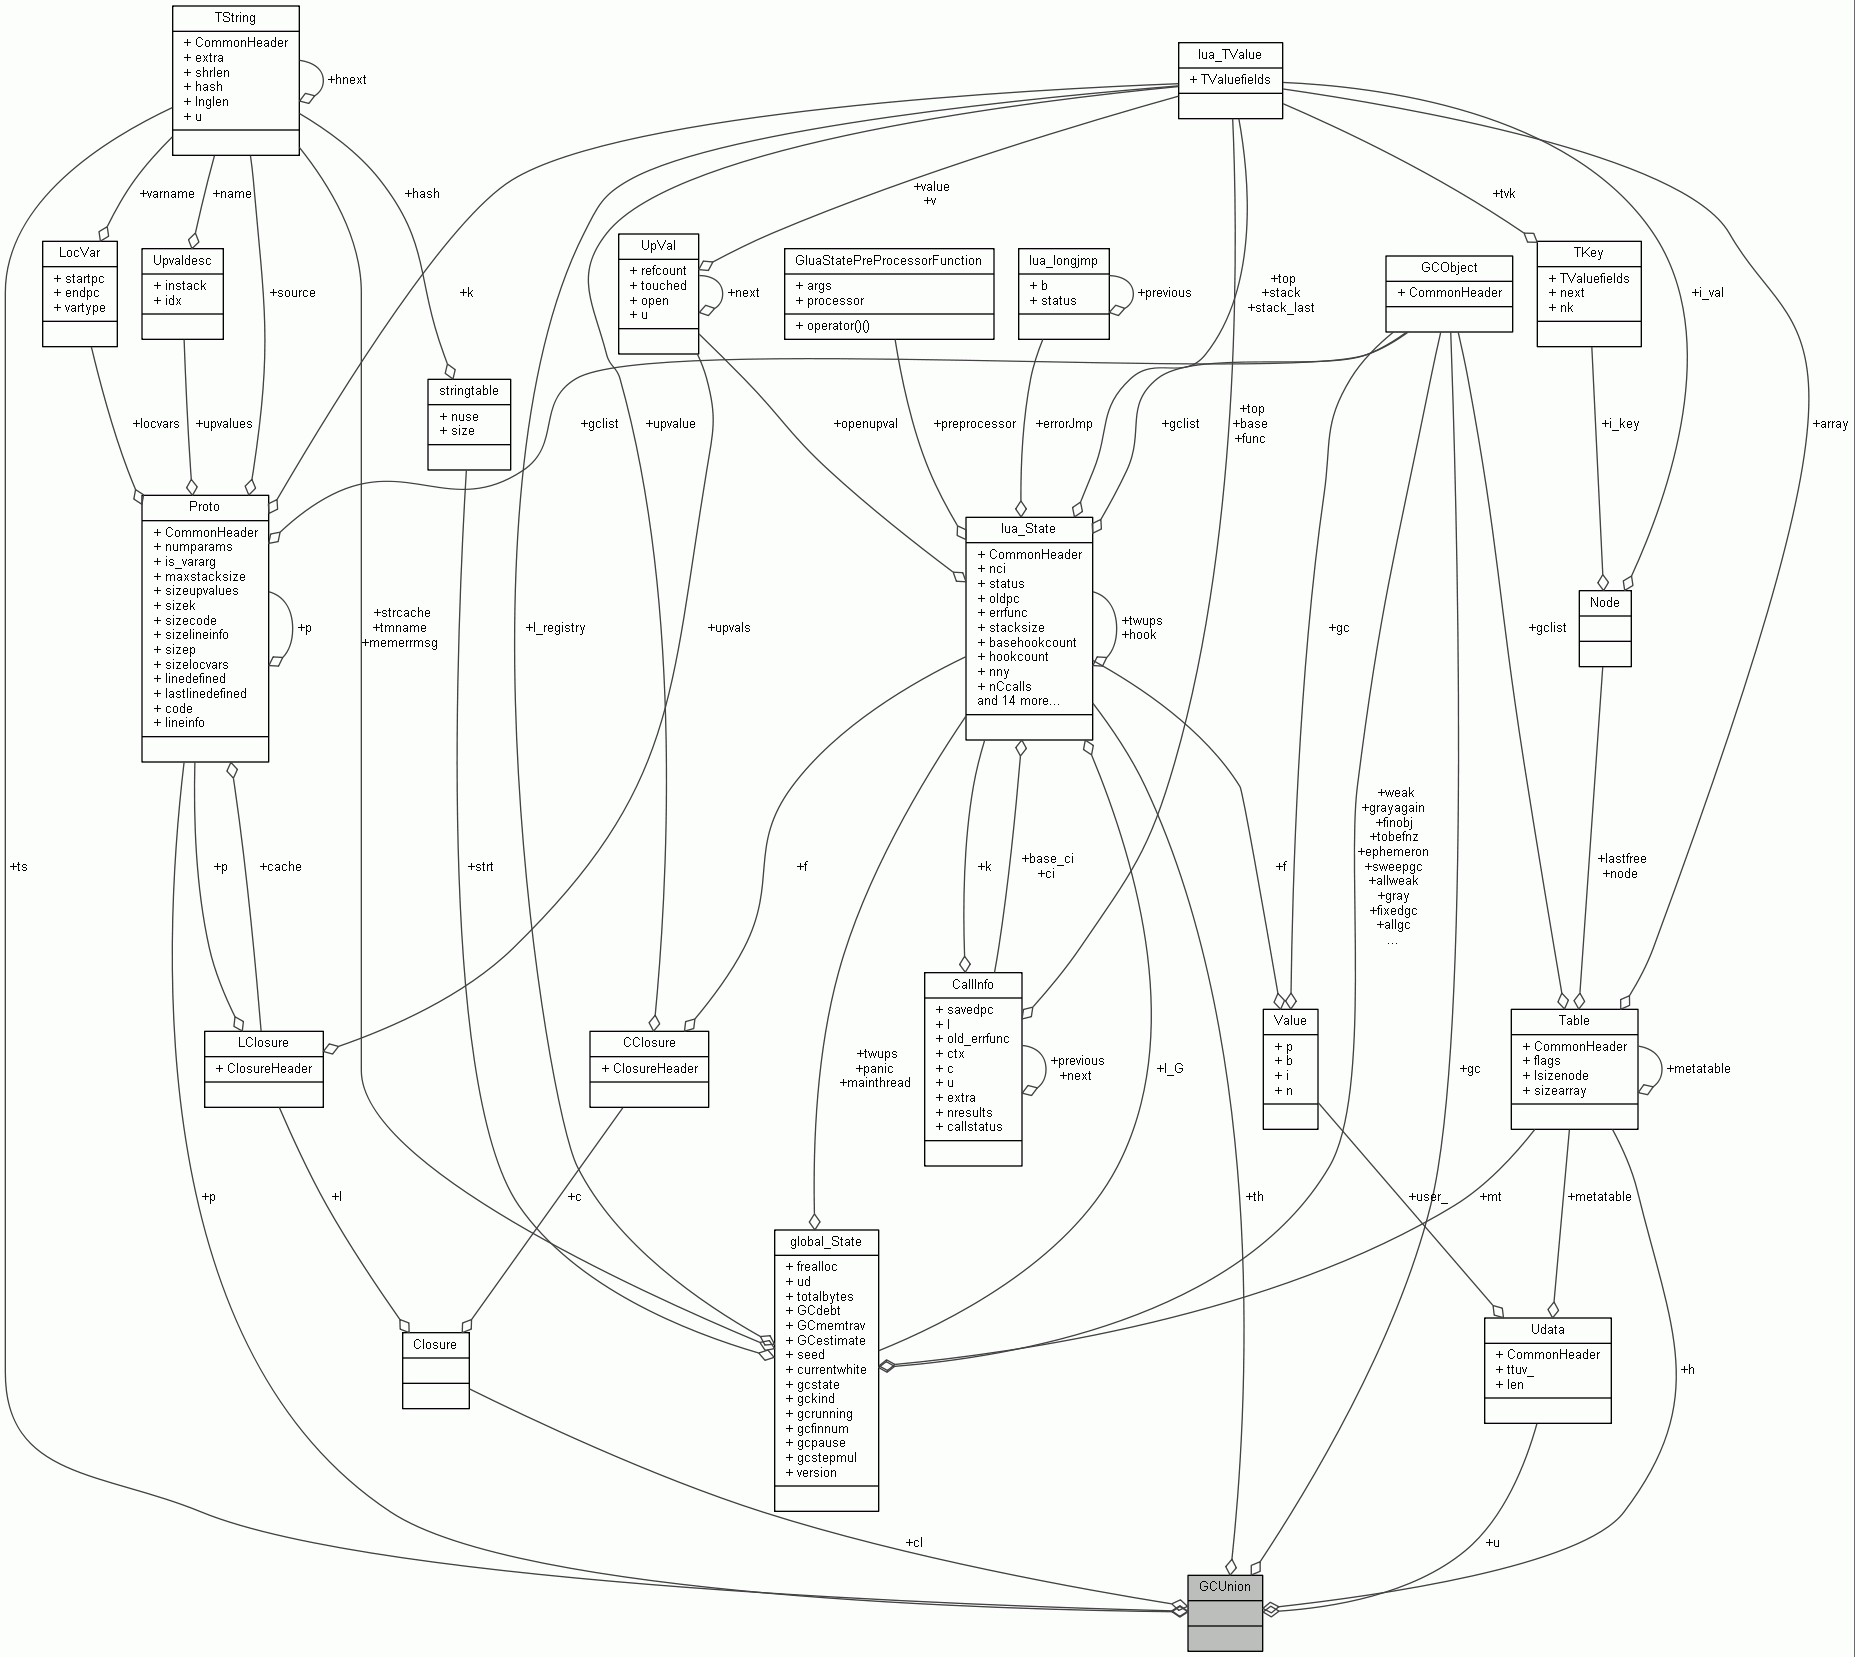 TString
+ CommonHeader
+ extra
+ shrlen
+ hash
+ lnglen
+ u
+hnext
lua_TValue
+ TValuefields
+varname
+name
+hash
+value
+v
+tvk
LocVar
+ startpc
+ endpc
+ vartype
Upvaldesc
+ instack
+ idx
+source
+k
UpVal
+ refcount
+ touched
+ open
+ u
+next
GluaStatePreProcessorFunction
+ args
+ processor
+ operator()()
lua_longjmp
+ b
+ status
+previous
+top
+stack
+stack_last
GCObject
+ CommonHeader
TKey
+ TValuefields
+ next
+ nk
+i_val
stringtable
+ nuse
+ size
+locvars
+upvalues
+gclist
+upvalue
+openupval
+preprocessor
+errorJmp
+gclist
+top
+base
+func
+i_key
+array
Proto
+ CommonHeader
+ numparams
+ is_vararg
+ maxstacksize
+ sizeupvalues
+ sizek
+ sizecode
+ sizelineinfo
+ sizep
+ sizelocvars
+ linedefined
+ lastlinedefined
+ code
+ lineinfo
+p
+strcache
+tmname
+memerrmsg
+l_registry
+upvals
lua_State
+ CommonHeader
+ nci
+ status
+ oldpc
+ errfunc
+ stacksize
+ basehookcount
+ hookcount
+ nny
+ nCcalls
and 14 more...
+twups
+hook
+gc
+gclist
Node
+ts
+p
+cache
+strt
+f
+k
+base_ci
+ci
+f
+weak
+grayagain
+finobj
+tobefnz
+ephemeron
+sweepgc
+allweak
+gray
+fixedgc
+allgc
...
+lastfree
+node
LClosure
+ ClosureHeader
CClosure
+ ClosureHeader
+twups
+panic
+mainthread
CallInfo
+ savedpc
+ l
+ old_errfunc
+ ctx
+ c
+ u
+ extra
+ nresults
+ callstatus
+previous
+next
+l_G
Value
+ p
+ b
+ i
+ n
+gc
Table
+ CommonHeader
+ flags
+ lsizenode
+ sizearray
+metatable
+p
+l
+c
+th
+user_
+mt
+metatable
global_State
+ frealloc
+ ud
+ totalbytes
+ GCdebt
+ GCmemtrav
+ GCestimate
+ seed
+ currentwhite
+ gcstate
+ gckind
+ gcrunning
+ gcfinnum
+ gcpause
+ gcstepmul
+ version
Closure
Udata
+ CommonHeader
+ ttuv_
+ len
+h
+cl
+u
GCUnion